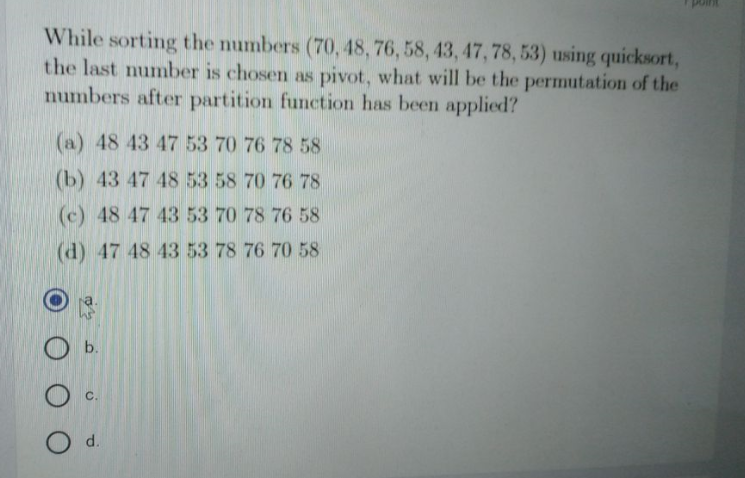 1 point
While sorting the numbers (70, 48, 76, 58, 43, 47, 78, 53) using quicksort,
the last number is chosen as pivot, what will be the permutation of the
numbers after partition function has been applied?
(a) 48 43 47 53 70 76 78 58
(b) 43 47 48 53 58 70 76 78
(c) 48 47 43 53 70 78 76 58
(d) 47 48 43 53 78 76 70 58
a.
b.
c.
d.